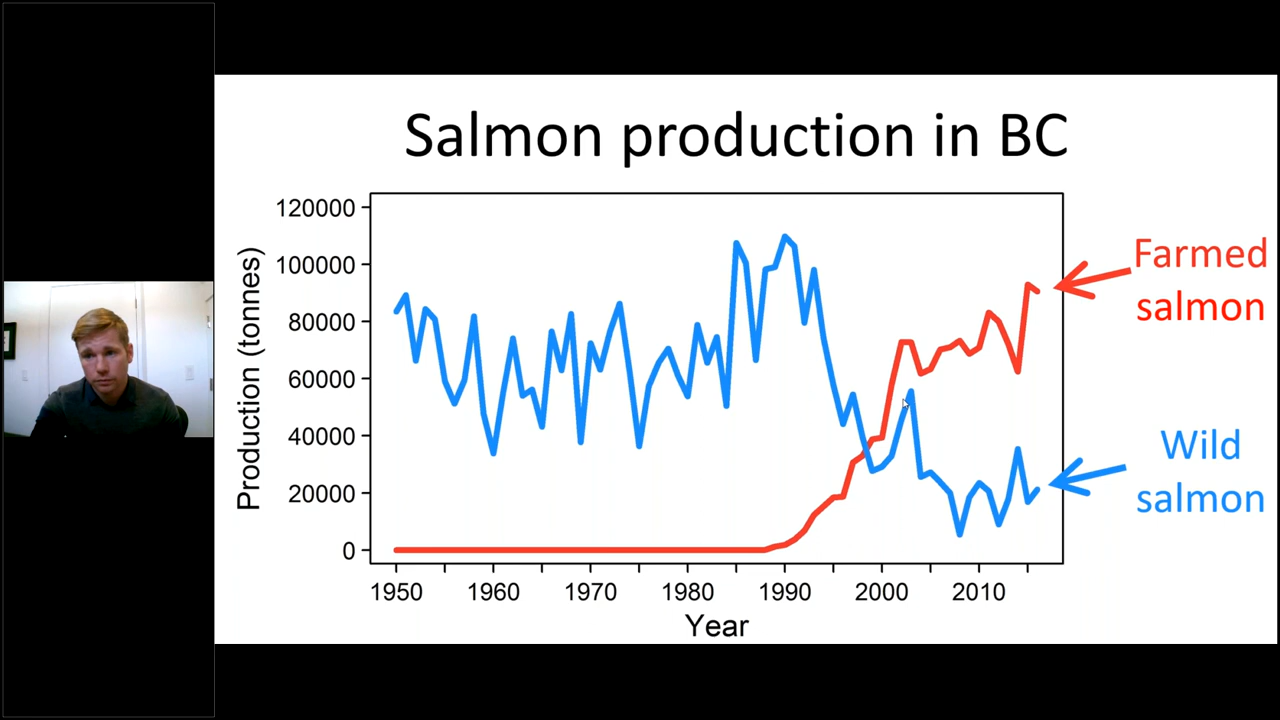 Salmon production in BC
120000
100000
80000
60000
40000
20000
0
Production (tonnes)
1950 1960 1970 1980 1990 2000 2010
Year
Farmed
salmon
Wild
salmon